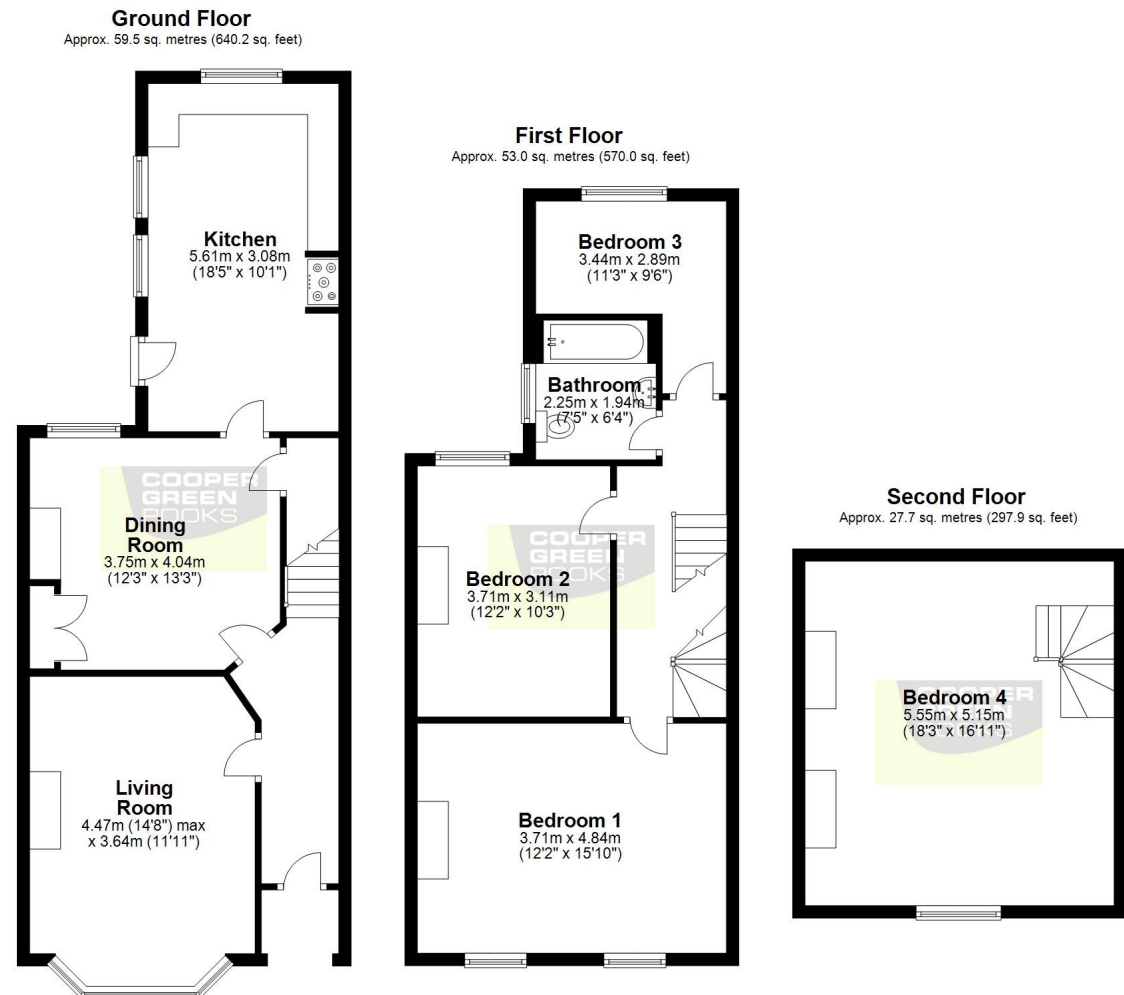 Ground Floor
Approx. 59.5 sq. metres (640.2 sq. feet)
Kitchen
5.61m x 3.08m
(18'5" x 10'1")
COOPER
GREEN
POOKS
Dining
Room
3.75m x 4.04m
(12'3" x 13'3")
Living
Room
4.47m (14'8") max
x 3.64m (11'11")
First Floor
Approx. 53.0 sq. metres (570.0 sq. feet)
Bedroom 3
3.44m x 2.89m
(11'3" x 9'6")
Bathroom
2.25m x 1.94m
(7'5" x 6'4")
COOPER
GREEN
POOKS
Bedroom 2
3.71m x 3.11m
(12'2" x 10'3")
Bedroom 1
3.71m x 4.84m
(12'2" x 15'10")
Second Floor
Approx. 27.7 sq. metres (297.9 sq. feet)
COOPER
GREEN
POOKS
Bedroom 4
5.55m x 5.15m
(18'3" x 16'11")